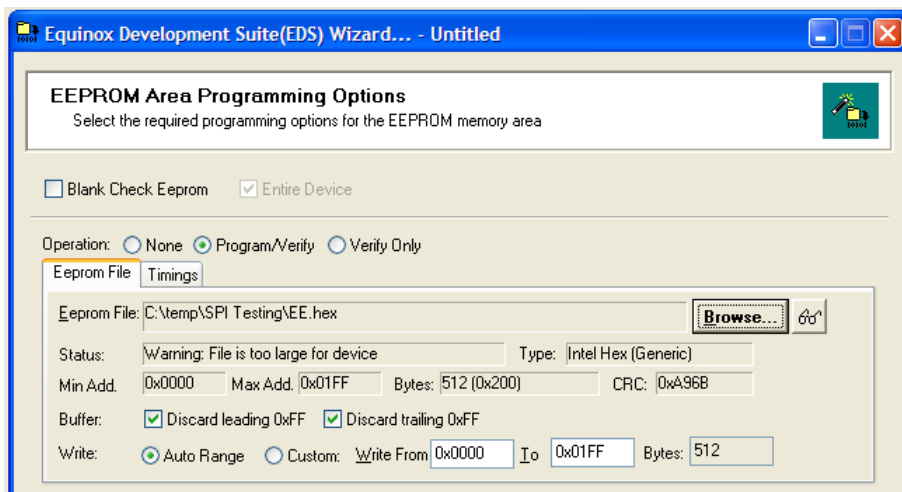 Equinox Development Suite(EDS) Wizard... - Untitled
EEPROM Area Programming Options
Select the required programming options for the EEPROM memory area
Blank Check Eeprom Entire Device
Operation: None Program/Verify Verify Only
Eeprom File Timings
Eeprom File: C:\temp\SPI Testing\EE.hex Browse...
Status: Warning: File is too large for device Type: Intel Hex (Generic)
Min Add. 0x0000 Max Add. 0x01FF Bytes: 512 (0x200) CRC: 0xA96B
Buffer: Discard leading 0xFF Discard trailing 0xFF
Write: Auto Range Custom: Write From 0x0000 To 0x01FF Bytes: 512